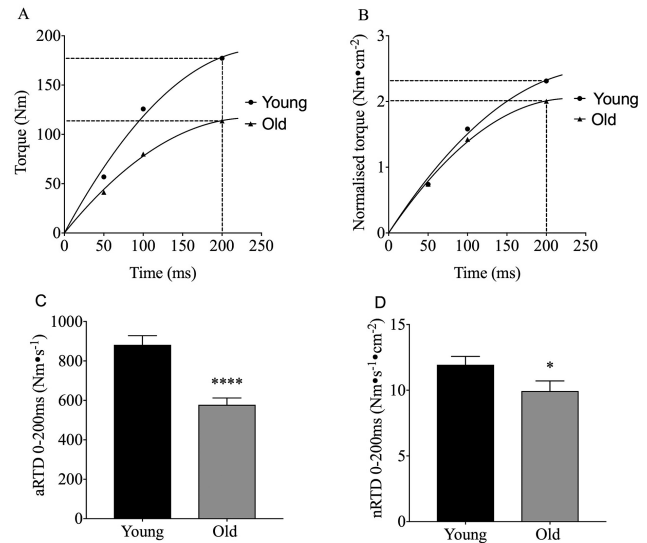 A
Torque (Nm)
200
150
100
50
0
0 50 100 150 200 250
Time (ms)
Young
Old
B
Normalised torque (Nm•cm-2)
3
2
1
0
0 50 100 150 200 250
Time (ms)
Young
Old
C
aRTD 0-200ms (Nm•s-1)
1000
800
600
400
200
0
****
Young Old
D
nRTD 0-200ms (Nm•s-1•cm-2)
15
10
5
0
*
Young Old